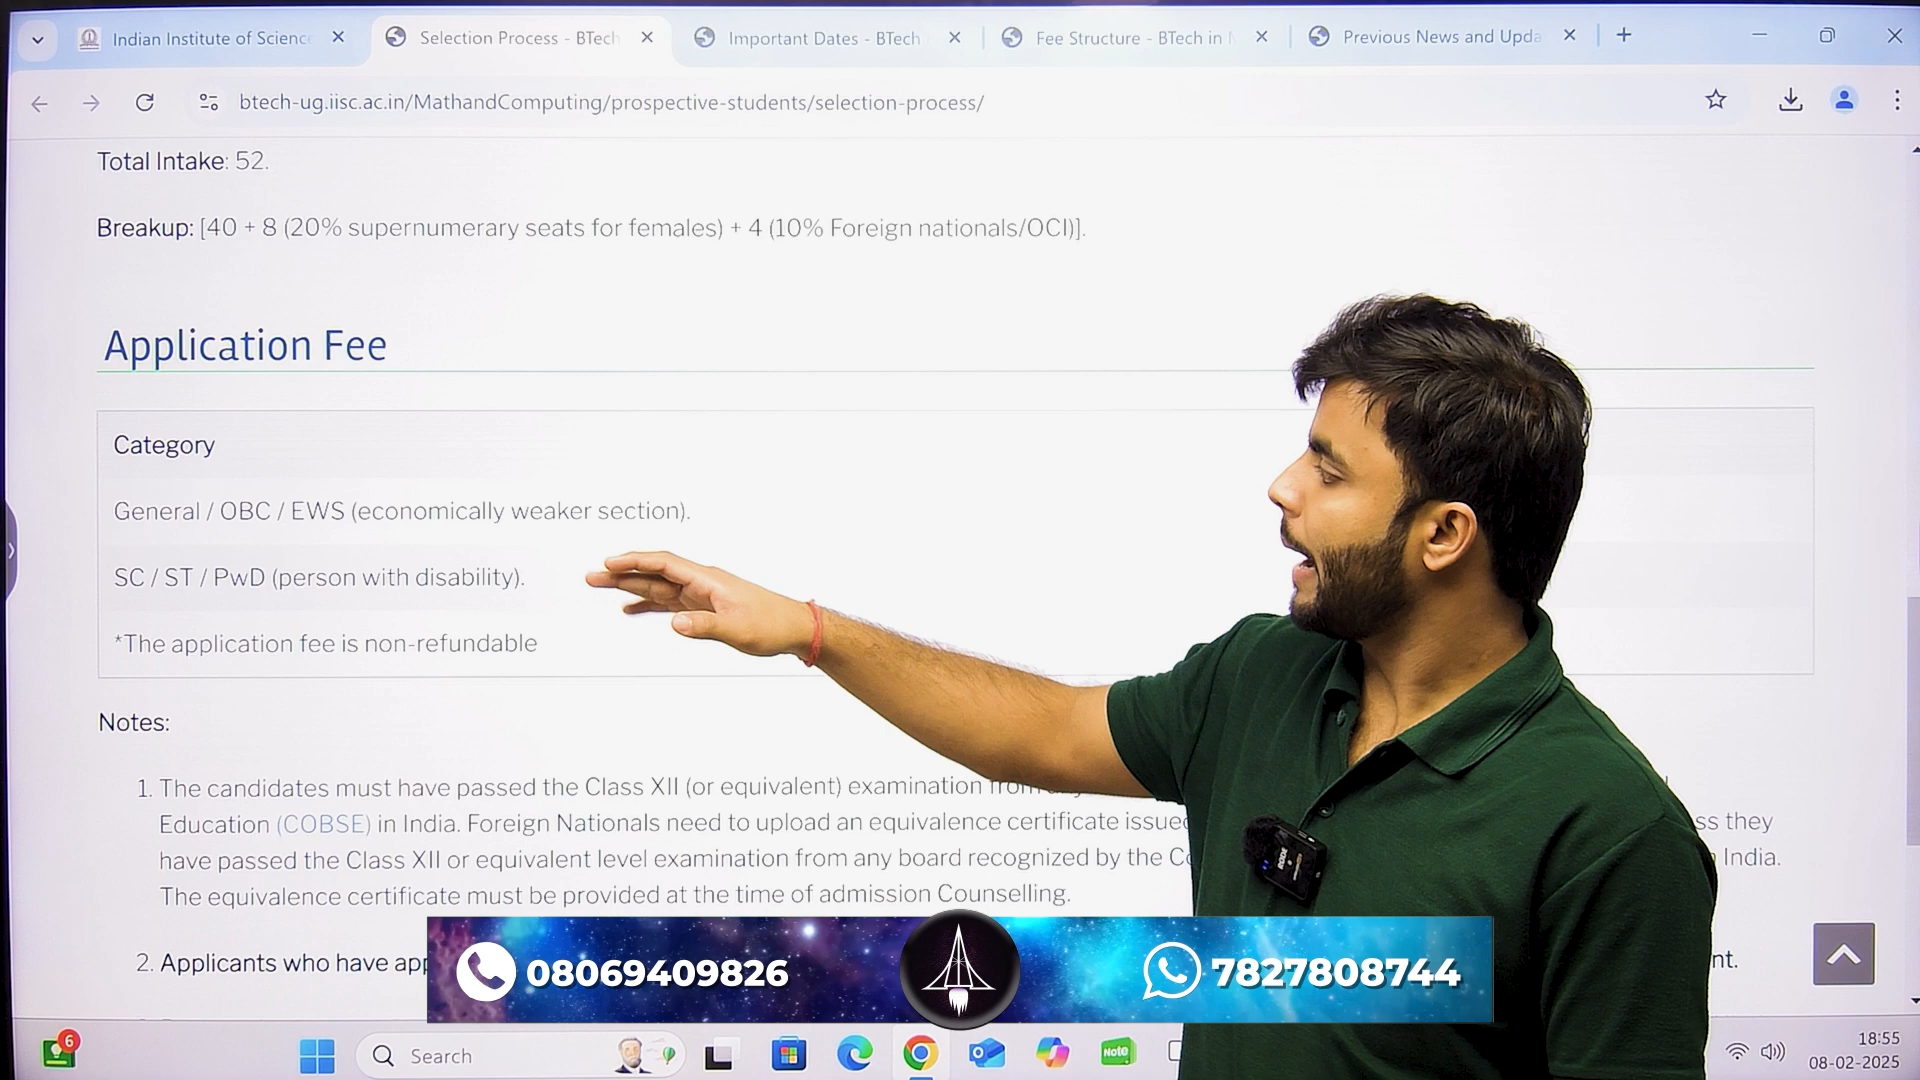 Indian Institute of Scienc
Selection Process - BTech
Important Dates - BTech
Fee Structure - BTech in
Previous News and Upda
btech-ug.iisc.ac.in/MathandComputing/prospective-students/selection-process/
Total Intake: 52.
Breakup: [40 + 8 (20% supernumerary seats for females) + 4 (10% Foreign nationals/OCI)].
Application Fee
Category
General / OBC / EWS (economically weaker section).
SC / ST / PwD (person with disability).
*The application fee is non-refundable
Notes:
1. The candidates must have passed the Class XII (or equivalent) examination from
Education (COBSE) in India. Foreign Nationals need to upload an equivalence certificate issue ss they
have passed the Class XII or equivalent level examination from any board recognized by the India.
The equivalence certificate must be provided at the time of admission Counselling.
2. Applicants who have app nt.
08069409826
7827808744
RODE
6
Search
Note
18:55
08-02-2025